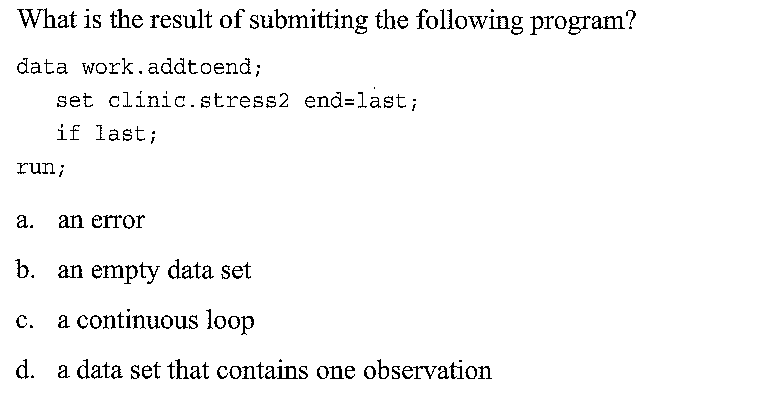 What is the result of submitting the following program?
data work.addtoend;
set clinic.stress2 end=last;
if last;
run;
a. an error
b. an empty data set
c. a continuous loop
d. a data set that contains one observation